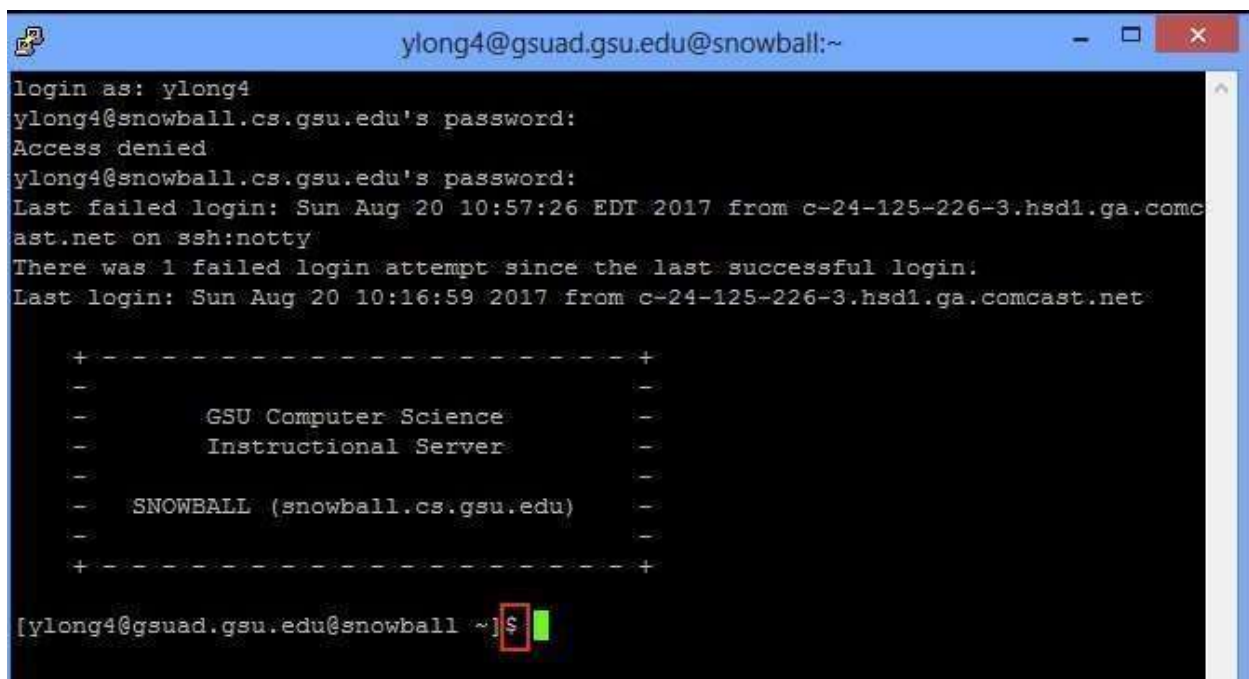 ylong4@gsuad.gsu.edu@snowball:~
login as: ylong4
ylong4@snowball.cs.gsu.edu's password:
Access denied
ylong4@snowball.cs.gsu.edu's password:
Last failed login: Sun Aug 20 10:57:26 EDT 2017 from c-24-125-226-3.hsd1.ga.comc
ast.net on ssh:notty
There was 1 failed login attempt since the last successful login.
Last login: Sun Aug 20 10:16:59 2017 from c-24-125-226-3.hsd1.ga.comcast.net
+ - - - - - - - - - - - - - - - - - - - +
- -
- GSU Computer Science -
- Instructional Server -
- -
- SNOWBALL (snowball.cs.gsu.edu) -
- -
+ - - - - - - - - - - - - - - - - - - - +
[ylong4@gsuad.gsu.edu@snowball ~]$